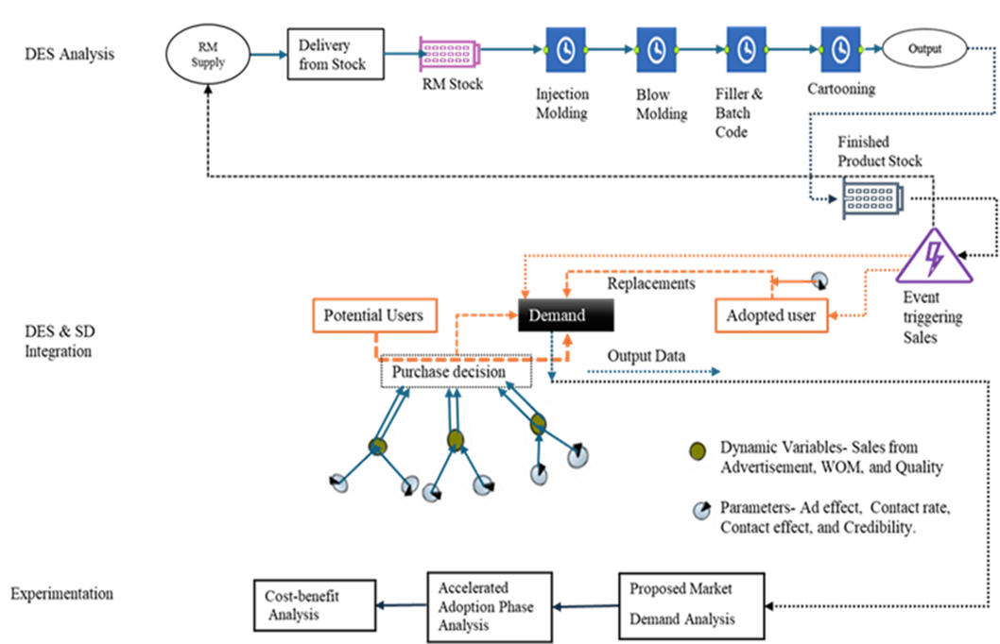 DES Analysis
RM
Supply
Delivery
from Stock
RM Stock
Injection
Molding
Blow
Molding
Filler &
Batch
Code
Cartooning
Output
Finished
Product Stock
Event
triggering
Sales
DES & SD
Integration
Potential Users
Demand
Replacements
Adopted user
Purchase decision
Output Data
Dynamic Variables- Sales from
Advertisement, WOM, and Quality
Parameters- Ad effect, Contact rate,
Contact effect, and Credibility.
Experimentation
Cost-benefit
Analysis
Accelerated
Adoption Phase
Analysis
Proposed Market
Demand Analysis